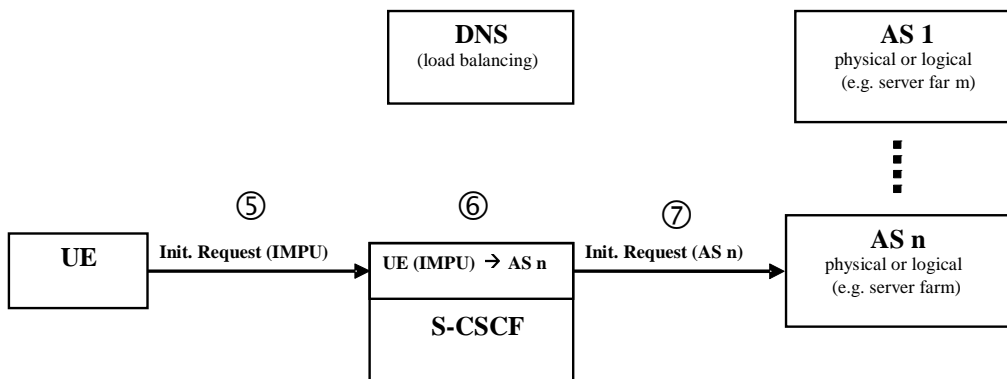 DNS
(load balancing)
AS 1
physical or logical
(e.g. server far m)
⑤
⑥
⑦
UE
Init. Request (IMPU)
UE (IMPU) → AS n
Init. Request (AS n)
AS n
physical or logical
(e.g. server farm)
S-CSCF